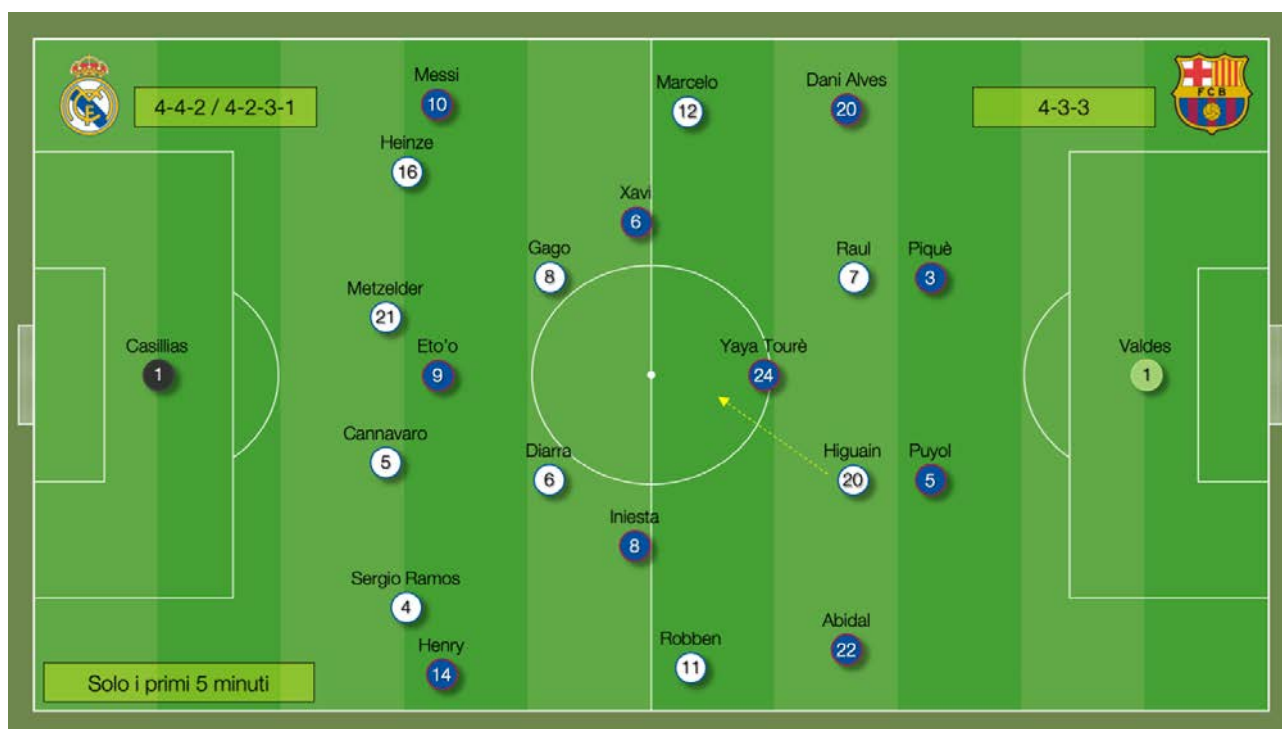 4-4-2 / 4-2-3-1
4-3-3
FCB
Messi
10
Marcelo
12
Dani Alves
20
Heinze
16
Xavi
6
Gago
8
Raul
7
Piquè
3
Metzelder
21
Casillias
1
Eto'o
9
Yaya Tourè
24
Valdes
1
Cannavaro
5
Diarra
6
Higuain
20
Puyol
5
Iniesta
8
Sergio Ramos
4
Henry
14
Robben
11
Abidal
22
Solo i primi 5 minuti